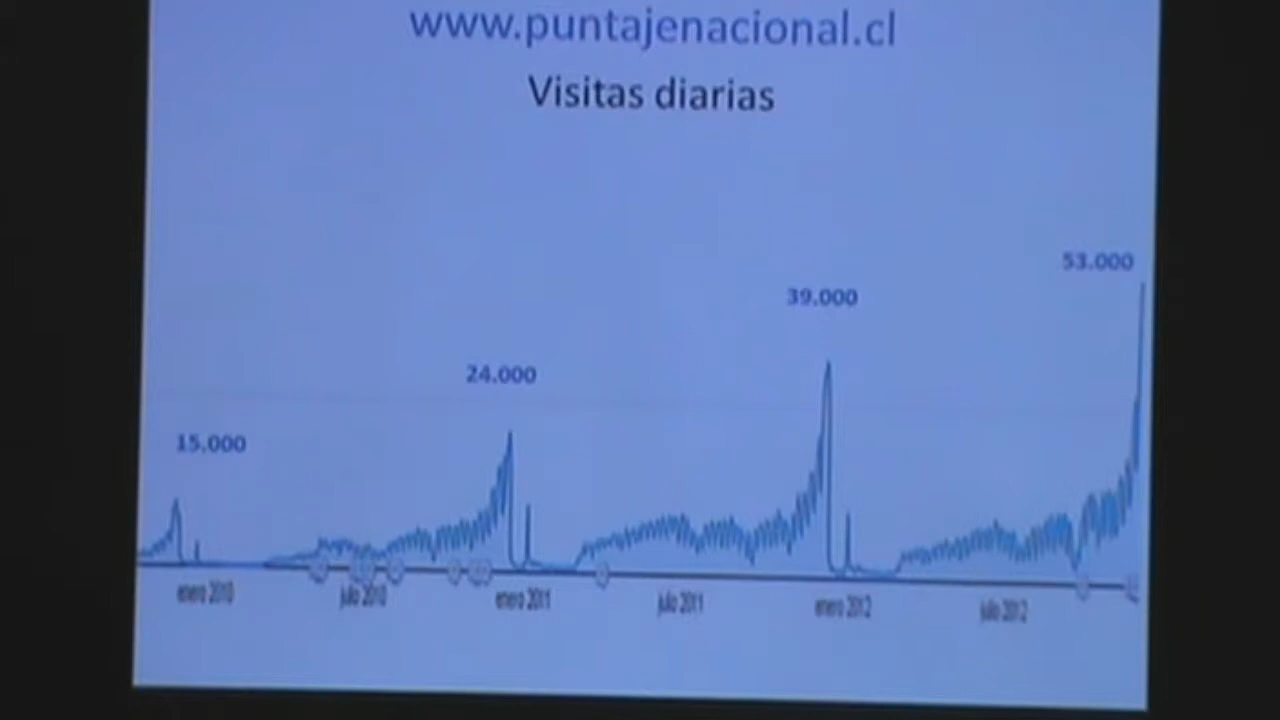 www.puntajenacional.cl
Visitas diarias
53.000
39.000
24.000
15.000
enero 2010
julio 2010
enero 2011
julio 2011
enero 2012
julio 2012